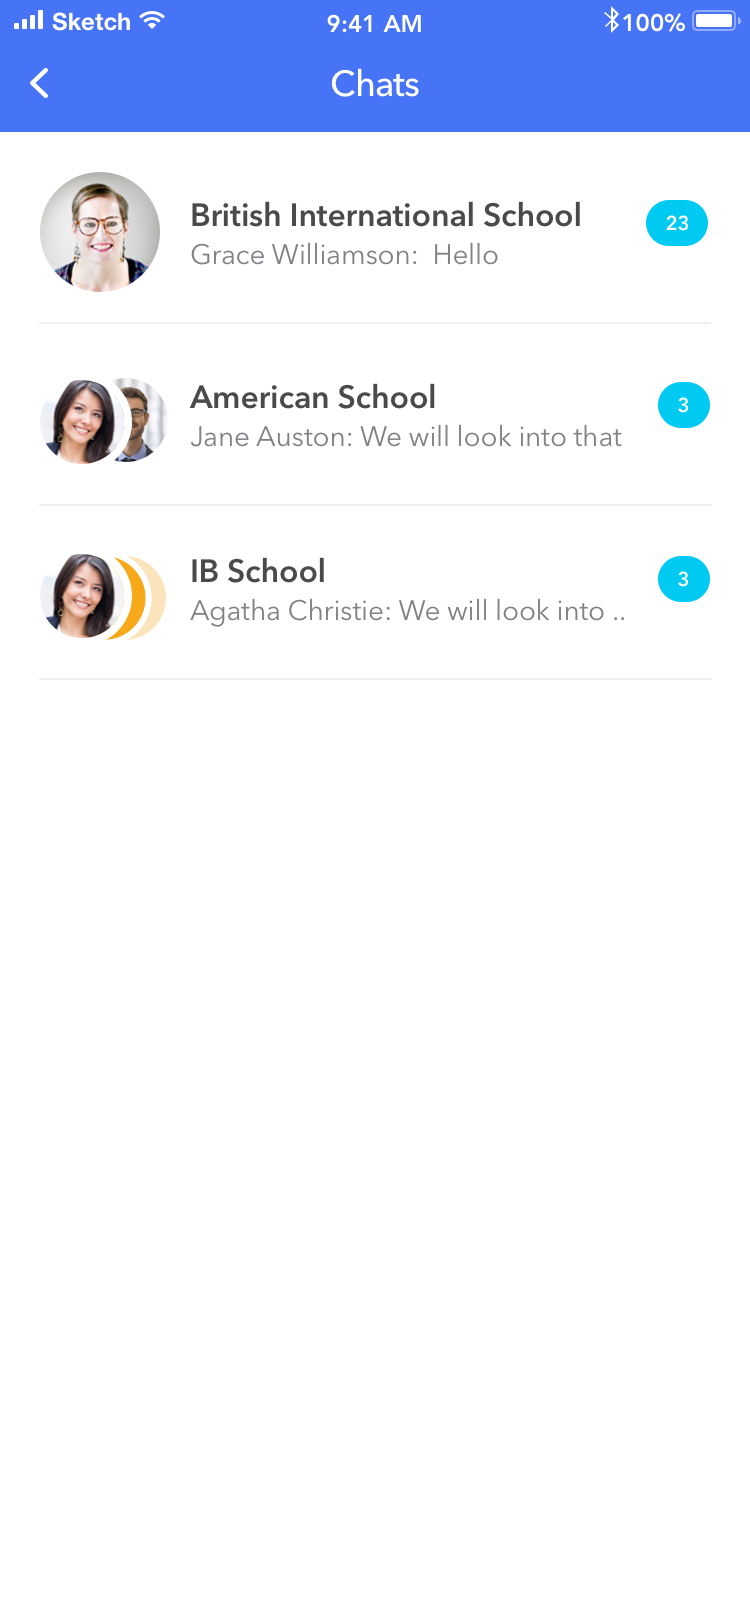 Sketch 9:41 AM 100%
Chats
British International School
Grace Williamson:  Hello
23
American School
Jane Auston: We will look into that
3
IB School
Agatha Christie: We will look into ..
3